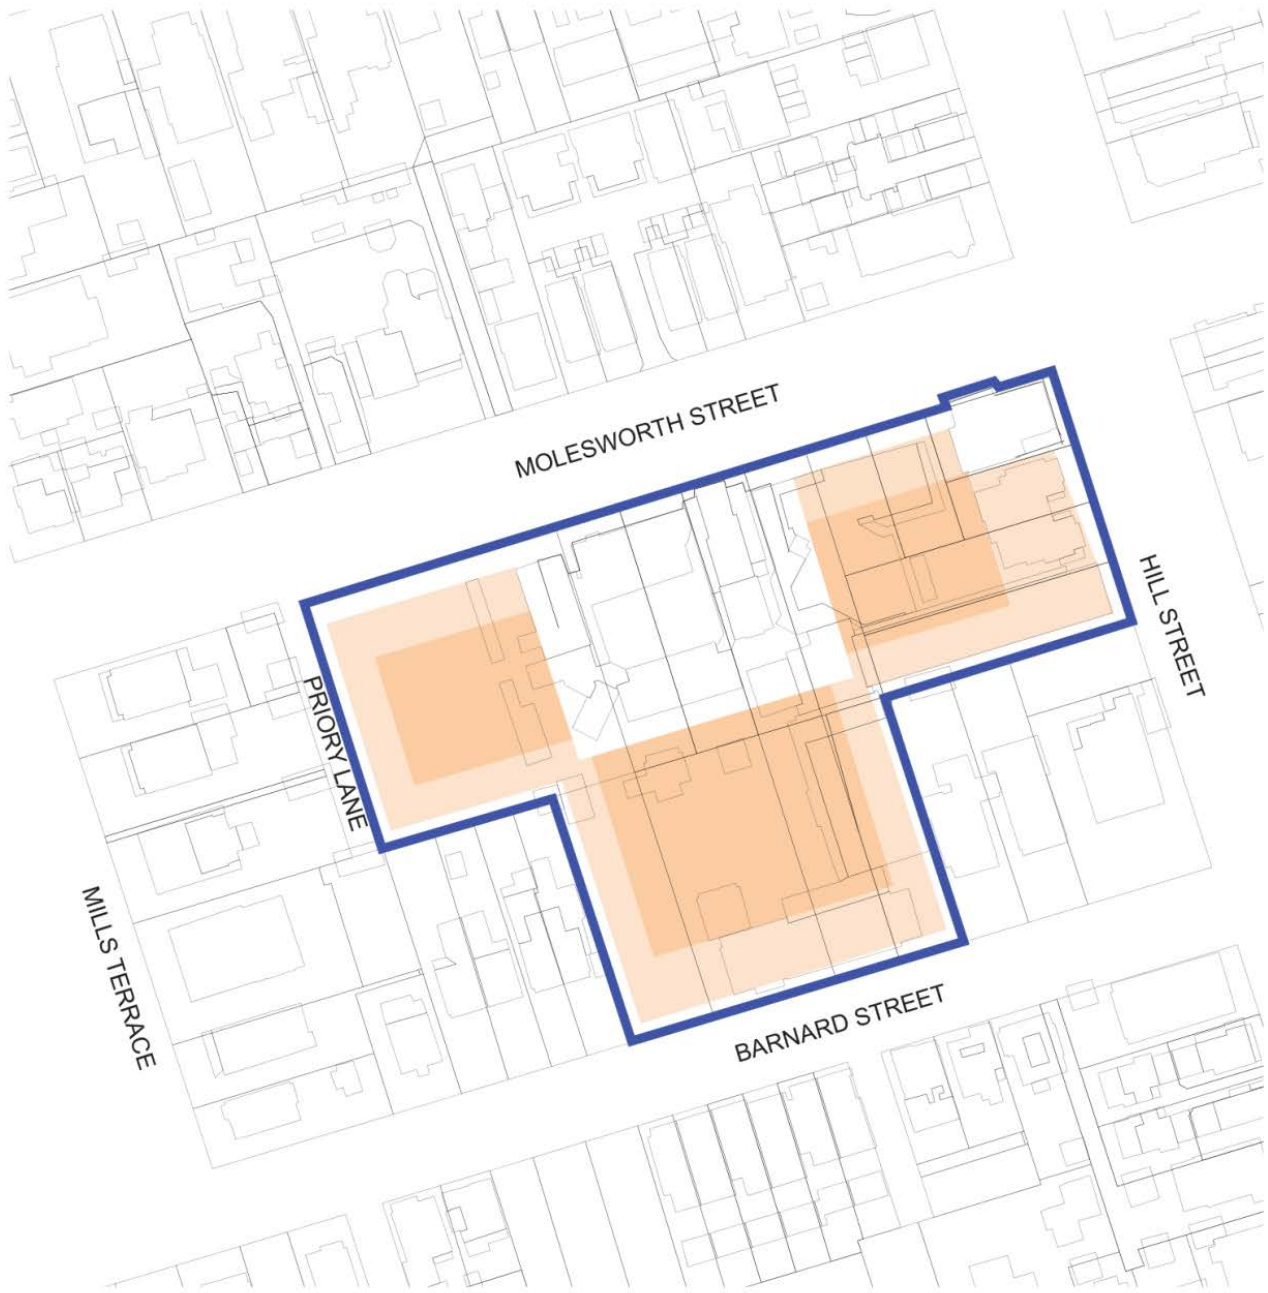 MOLESWORTH STREET
HILL STREET
PRIORY LANE
MILLS TERRACE
BARNARD STREET